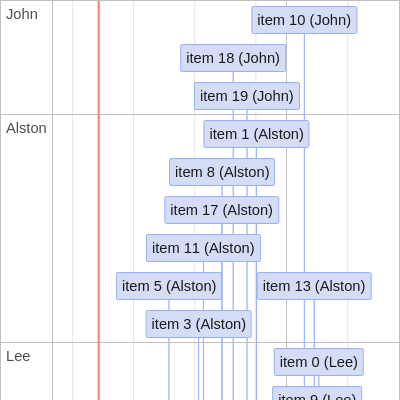 John
item 10 (John)
item 18 (John)
item 19 (John)
Alston
item 1 (Alston)
item 8 (Alston)
item 17 (Alston)
item 11 (Alston)
item 5 (Alston)
item 13 (Alston)
item 3 (Alston)
Lee
item 0 (Lee)
item 9 (Lee)